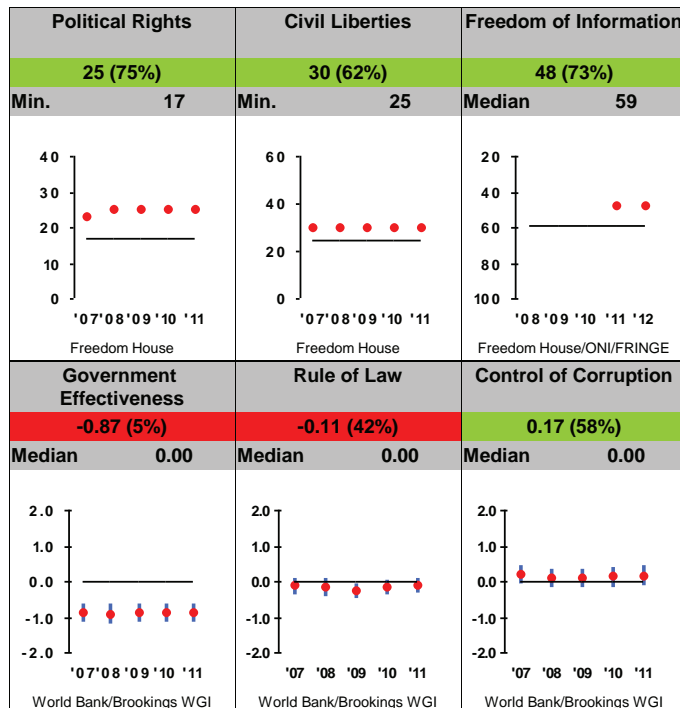 Political Rights
25 (75%)
Min. 17
40
30
20
10
0
'07 '08 '09 '10 '11
Freedom House
Civil Liberties
30 (62%)
Min. 25
60
40
20
0
'07 '08 '09 '10 '11
Freedom House
Freedom of Information
48 (73%)
Median 59
20
40
60
80
100
'08 '09 '10 '11 '12
Freedom House/ONI/FRINGE
Government
Effectiveness
-0.87 (5%)
Median 0.00
2.0
1.0
0.0
-1.0
-2.0
'07 '08 '09 '10 '11
World Bank/Brookings WGI
Rule of Law
-0.11 (42%)
Median 0.00
2.0
1.0
0.0
-1.0
-2.0
'07 '08 '09 '10 '11
World Bank/Brookings WGI
Control of Corruption
0.17 (58%)
Median 0.00
2.0
1.0
0.0
-1.0
-2.0
'07 '08 '09 '10 '11
World Bank/Brookings WGI